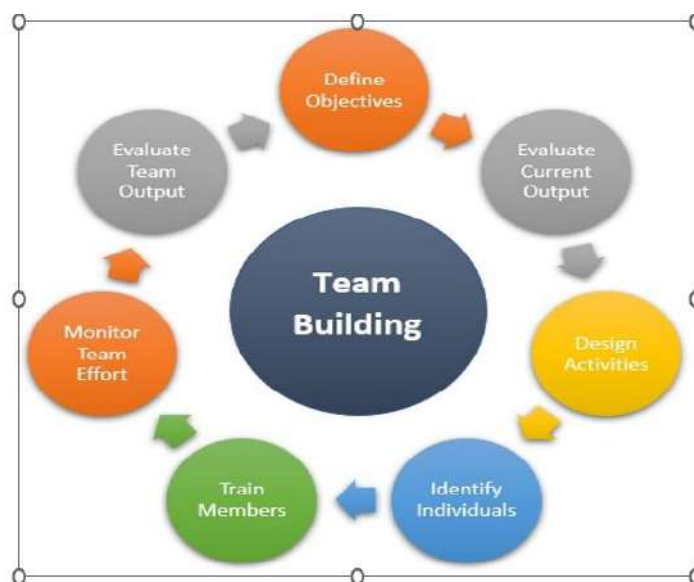 Define
Objectives
Evaluate
Current
Output
Design
Activities
Identify
Individuals
Train
Members
Monitor
Team
Effort
Evaluate
Team
Output
Team
Building